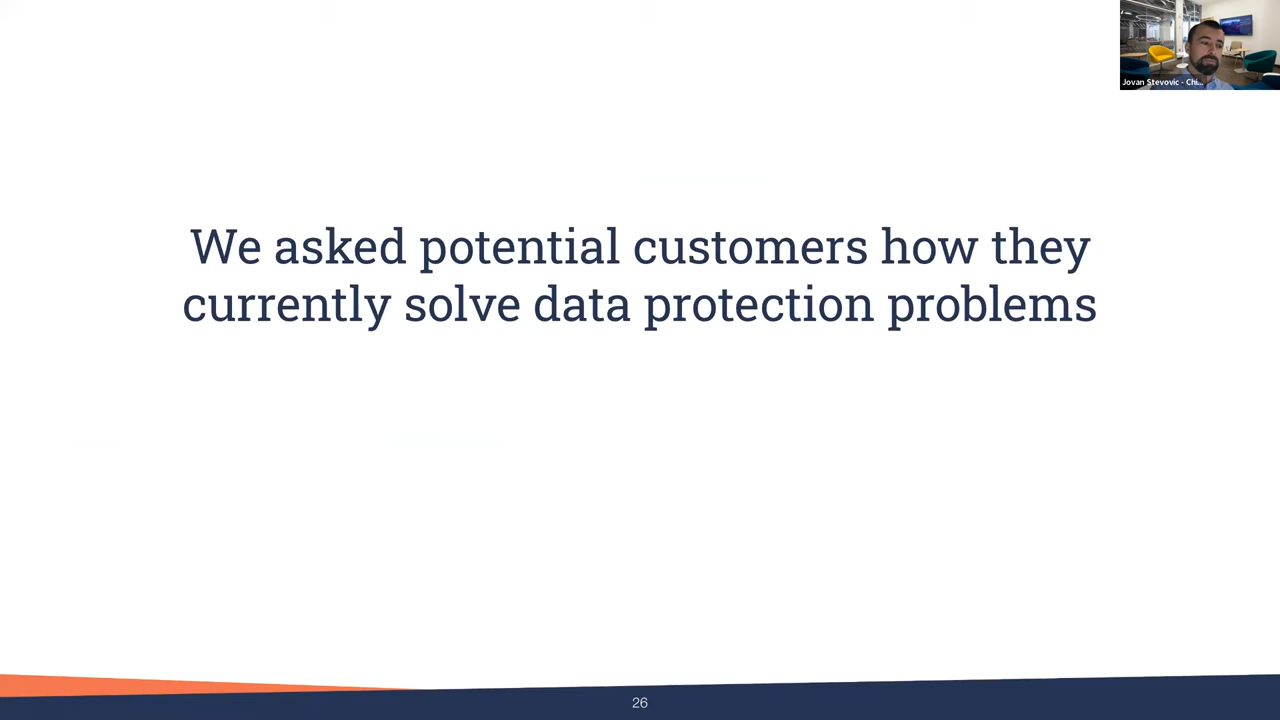 Jovan Stevovic - Chi...
We asked potential customers how they
currently solve data protection problems
26